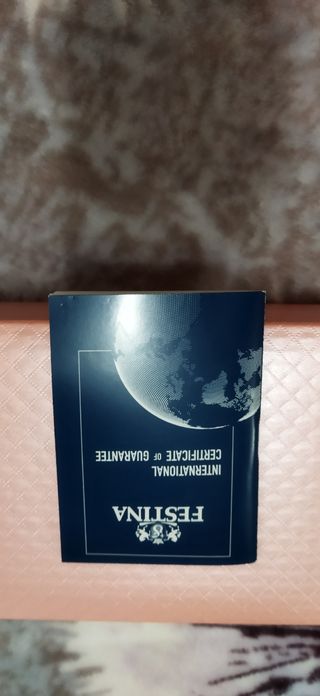 FESTINA
INTERNATIONAL
CERTIFICATE OF GUARANTEE